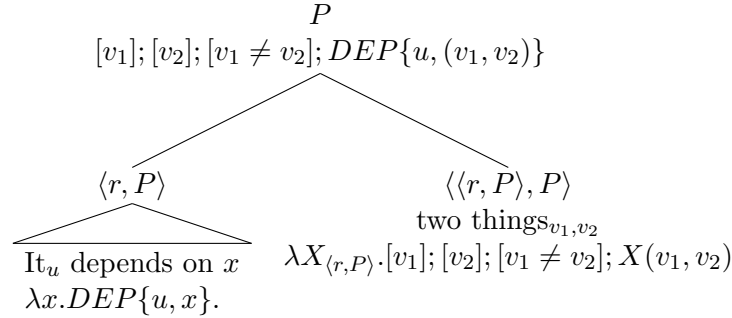 P
[v₁]; [v₂]; [v₁ ≠ v₂]; DEP{u, (v₁, v₂)}
⟨r, P⟩ ⟨⟨r, P⟩, P⟩
two things_{v₁,v₂}
It_u depends on x λX_{⟨r,P⟩}.[v₁]; [v₂]; [v₁ ≠ v₂]; X(v₁, v₂)
λx.DEP{u, x}.